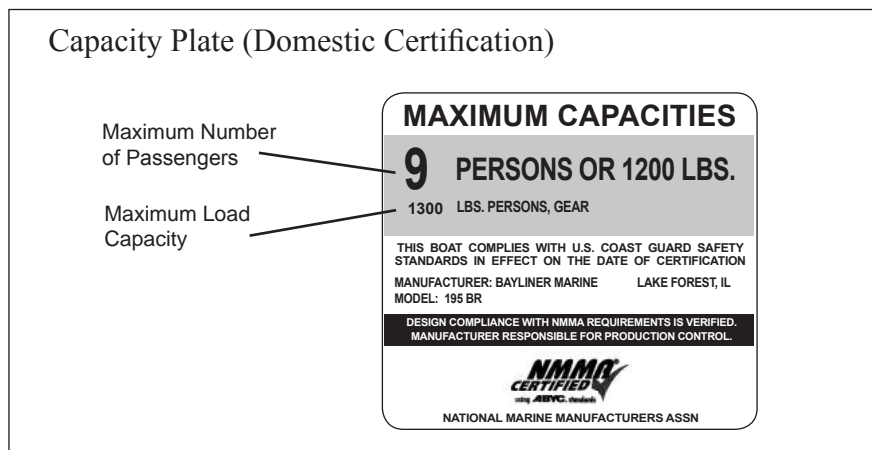 Capacity Plate (Domestic Certification)
Maximum Number
of Passengers
Maximum Load
Capacity
MAXIMUM CAPACITIES
9 PERSONS OR 1200 LBS.
1300 LBS. PERSONS, GEAR
THIS BOAT COMPLIES WITH U.S. COAST GUARD SAFETY
STANDARDS IN EFFECT ON THE DATE OF CERTIFICATION
MANUFACTURER: BAYLINER MARINE LAKE FOREST, IL
MODEL: 195 BR
DESIGN COMPLIANCE WITH NMMA REQUIREMENTS IS VERIFIED.
MANUFACTURER RESPONSIBLE FOR PRODUCTION CONTROL.
NMMA®
CERTIFIED
using ABYC. standards
NATIONAL MARINE MANUFACTURERS ASSN